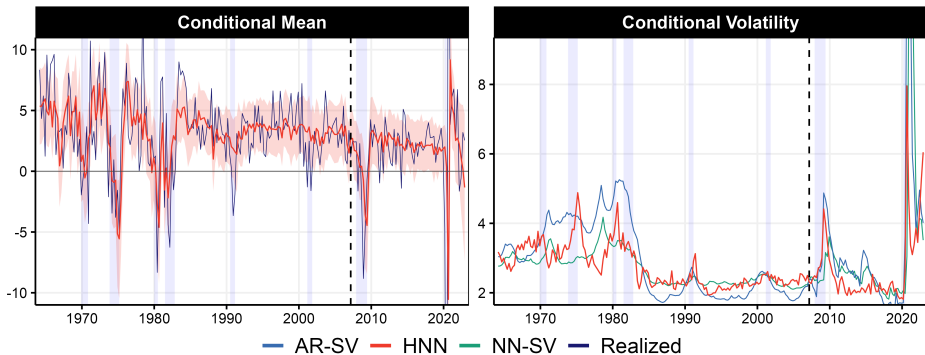 Conditional Mean
Conditional Volatility
10
5
0
-5
-10
1970 1980 1990 2000 2010 2020
8
6
4
2
1970 1980 1990 2000 2010 2020
AR-SV HNN NN-SV Realized